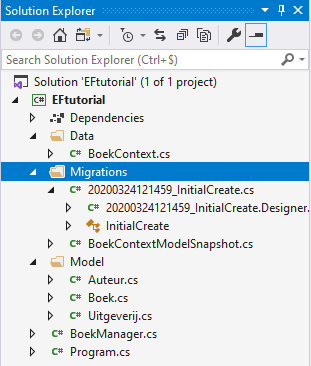 Solution Explorer
Search Solution Explorer (Ctrl+$)
Solution 'EFtutorial' (1 of 1 project)
EFtutorial
Dependencies
Data
BoekContext.cs
Migrations
20200324121459_InitialCreate.cs
20200324121459_InitialCreate.Designer.
InitialCreate
BoekContextModelSnapshot.cs
Model
Auteur.cs
Boek.cs
Uitgeverij.cs
BoekManager.cs
Program.cs